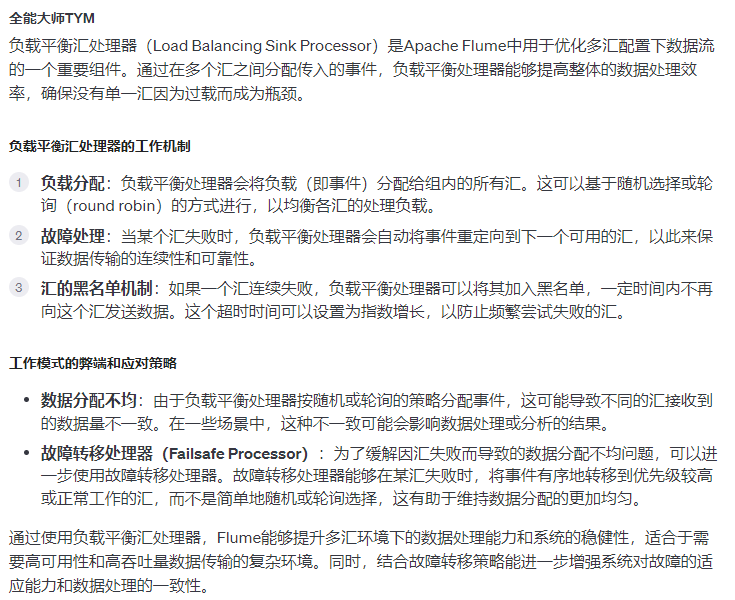 全能大师TYM
负载平衡汇处理器（Load Balancing Sink Processor）是Apache Flume中用于优化多汇配置下数据流
的一个重要组件。通过在多个汇之间分配传入的事件，负载平衡处理器能够提高整体的数据处理效
率，确保没有单一汇因为过载而成为瓶颈。
负载平衡汇处理器的工作机制
1 负载分配：负载平衡处理器会将负载（即事件）分配给组内的所有汇。这可以基于随机选择或轮
询（round robin）的方式进行，以均衡各汇的处理负载。
2 故障处理：当某个汇失败时，负载平衡处理器会自动将事件重定向到下一个可用的汇，以此来保
证数据传输的连续性和可靠性。
3 汇的黑名单机制：如果一个汇连续失败，负载平衡处理器可以将其加入黑名单，一定时间内不再
向这个汇发送数据。这个超时时间可以设置为指数增长，以防止频繁尝试失败的汇。
工作模式的弊端和应对策略
• 数据分配不均：由于负载平衡处理器按随机或轮询的策略分配事件，这可能导致不同的汇接收到
的数据量不一致。在一些场景中，这种不一致可能会影响数据处理或分析的结果。
• 故障转移处理器（Failsafe Processor）：为了缓解因汇失败而导致的数据分配不均问题，可以进
一步使用故障转移处理器。故障转移处理器能够在某汇失败时，将事件有序地转移到优先级较高
或正常工作的汇，而不是简单地随机或轮询选择，这有助于维持数据分配的更加均匀。
通过使用负载平衡汇处理器，Flume能够提升多汇环境下的数据处理能力和系统的稳健性，适合于需
要高可用性和高吞吐量数据传输的复杂环境。同时，结合故障转移策略能进一步增强系统对故障的适
应能力和数据处理的一致性。